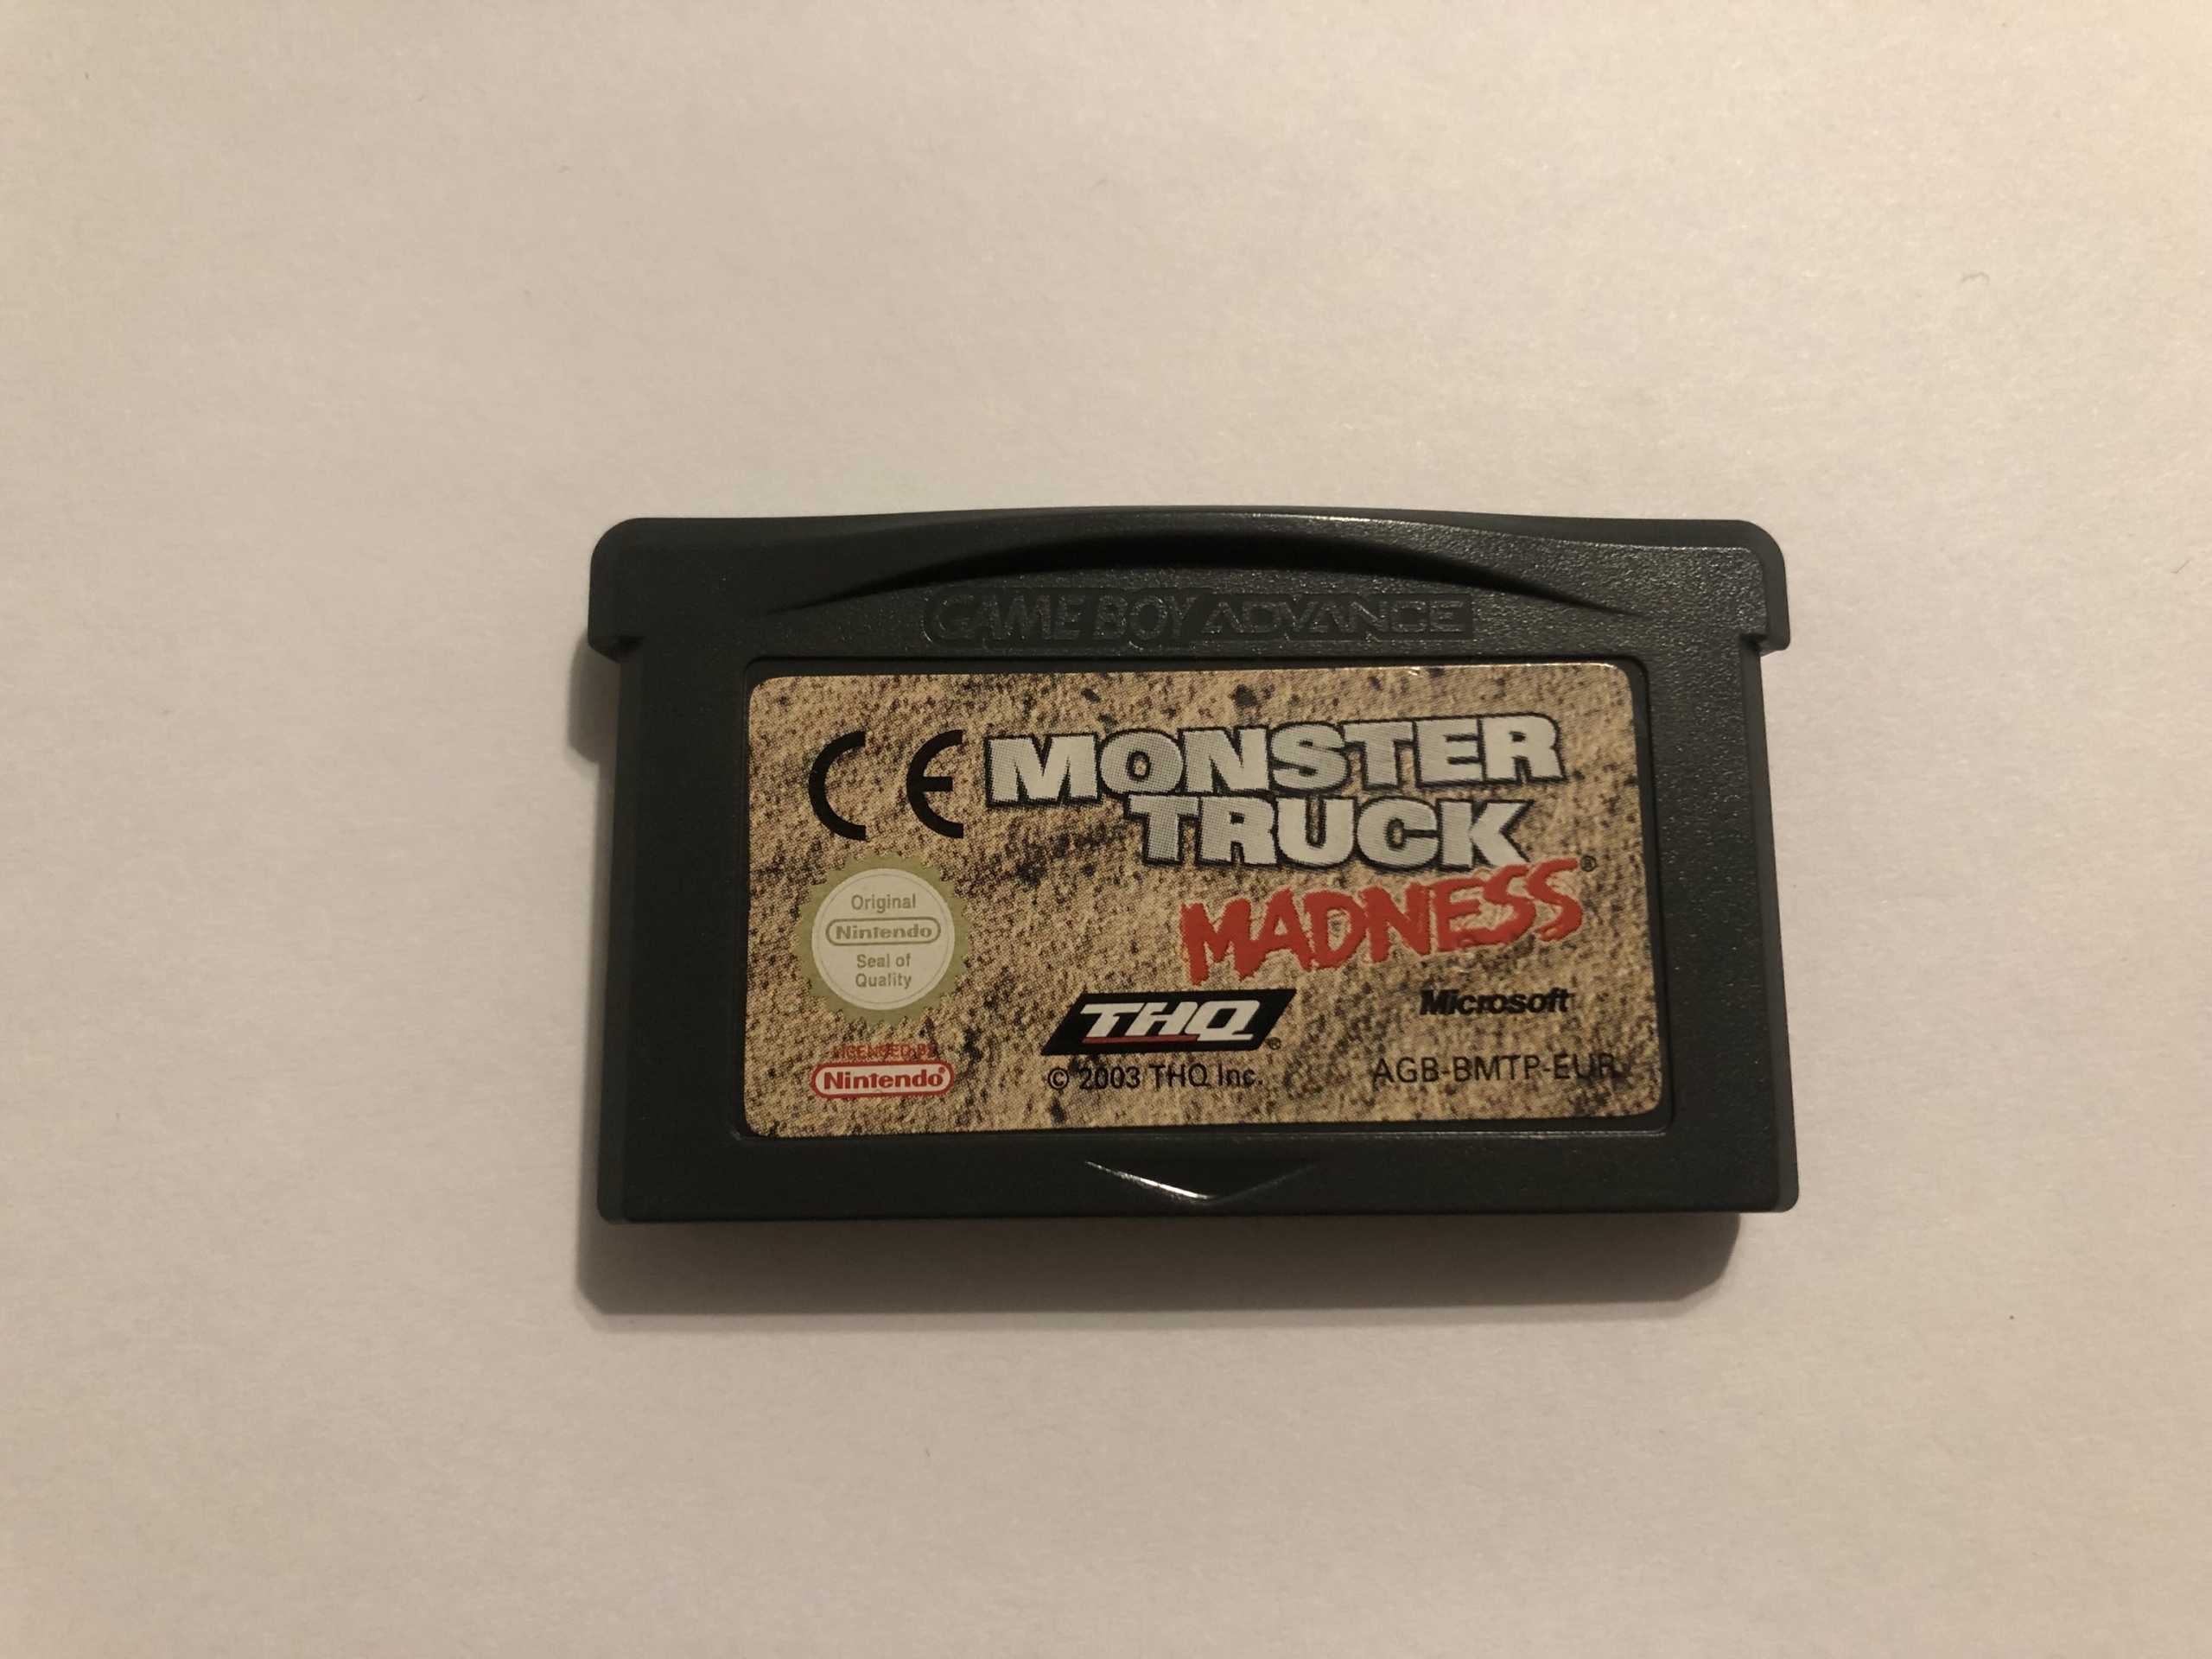 GAME BOY ADVANCE
CE
MONSTER
TRUCK
MADNESS®
Original
Nintendo
Seal of
Quality
THQ®
Microsoft
LICENSED BY
Nintendo®
© 2003 THQ Inc.
AGB-BMTP-EUR